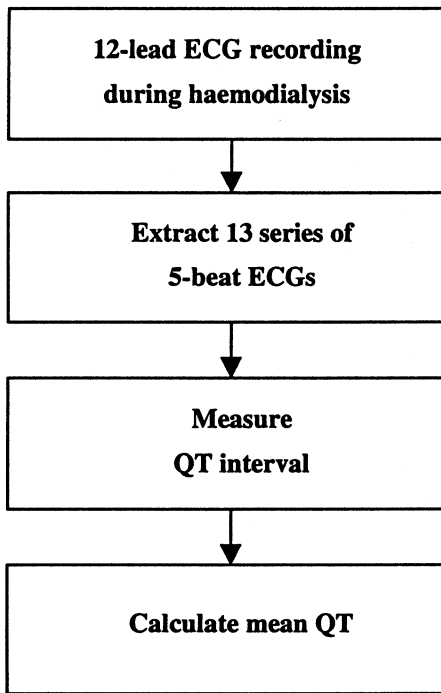 12-lead ECG recording
during haemodialysis
Extract 13 series of
5-beat ECGs
Measure
QT interval
Calculate mean QT